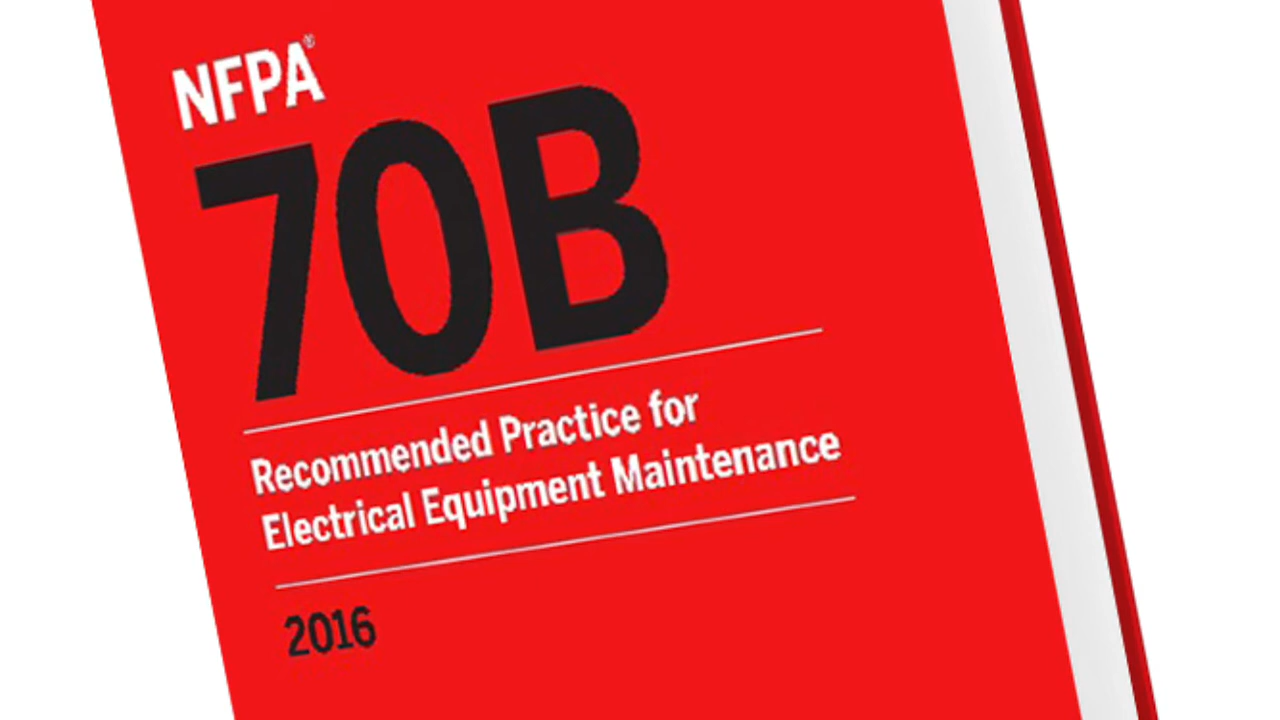 NFPA®
70B
Recommended Practice for
Electrical Equipment Maintenance
2016